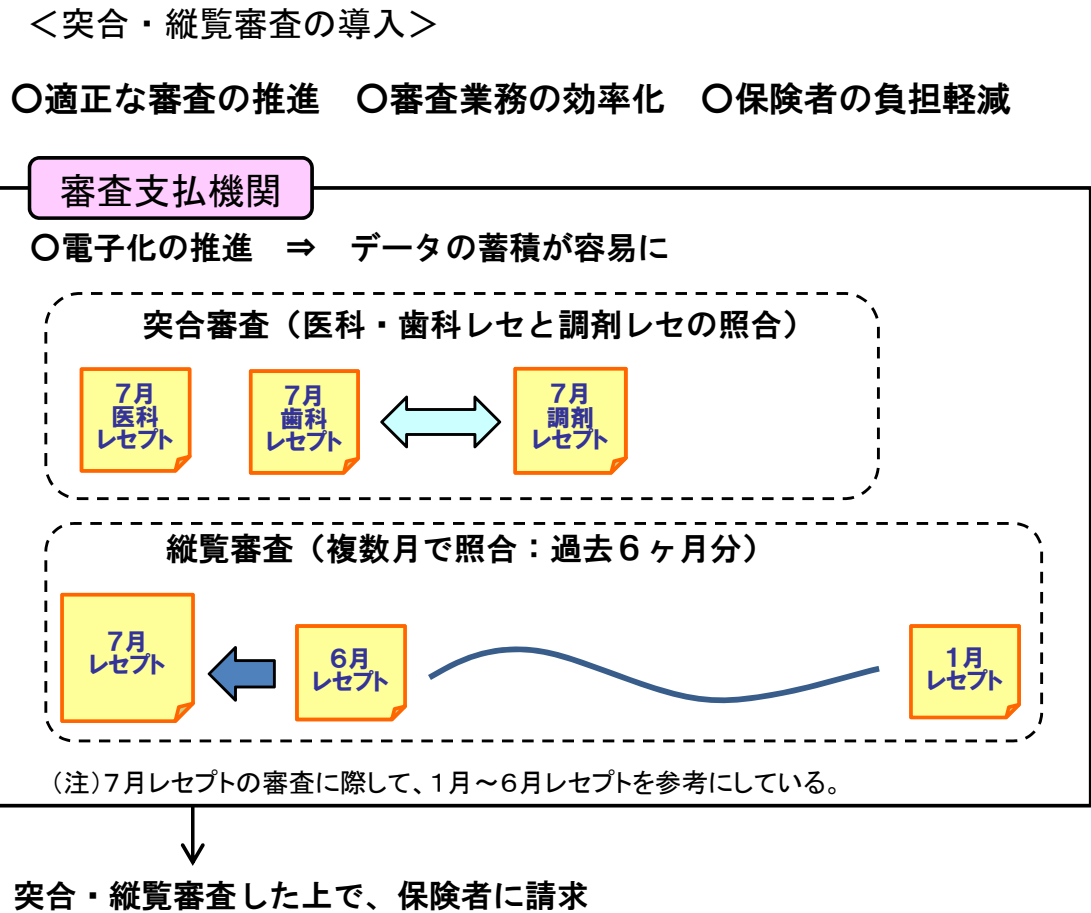 ＜突合・縦覧審査の導入＞
○適正な審査の推進　○審査業務の効率化　○保険者の負担軽減
審査支払機関
○電子化の推進　⇒　データの蓄積が容易に
突合審査（医科・歯科レセと調剤レセの照合）
7月
医科
レセプト
7月
歯科
レセプト
7月
調剤
レセプト
縦覧審査（複数月で照合：過去６ヶ月分）
7月
レセプト
6月
レセプト
1月
レセプト
（注）７月レセプトの審査に際して、１月～６月レセプトを参考にしている。
突合・縦覧審査した上で、保険者に請求